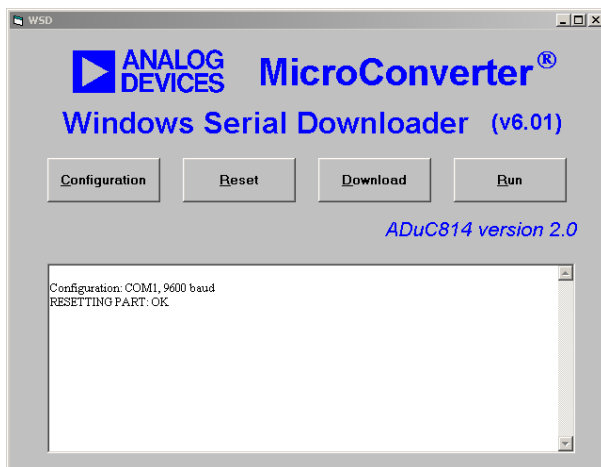 WSD
ANALOG
DEVICES
MicroConverter®
Windows Serial Downloader (v6.01)
Configuration Reset Download Run
ADuC814 version 2.0
Configuration: COM1, 9600 baud
RESETTING PART: OK